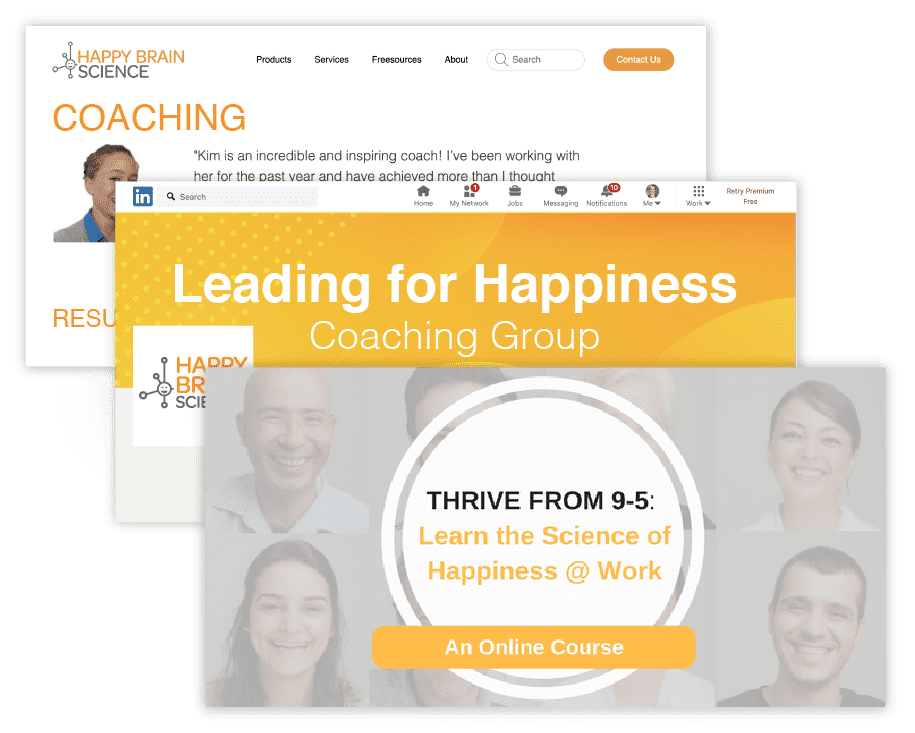 HAPPY BRAIN
SCIENCE
Products
Services
Freesources
About
Search
Contact Us
COACHING
"Kim is an incredible and inspiring coach! I've been working with
her for the past year and have achieved more than I thought
RESU
in
Search
Home
1
My Network
Jobs
Messaging
10
Notifications
Me
Work
Retry Premium
Free
Leading for Happiness
Coaching Group
HAPPY
BR
SCIE
THRIVE FROM 9-5:
Learn the Science of
Happiness @ Work
An Online Course